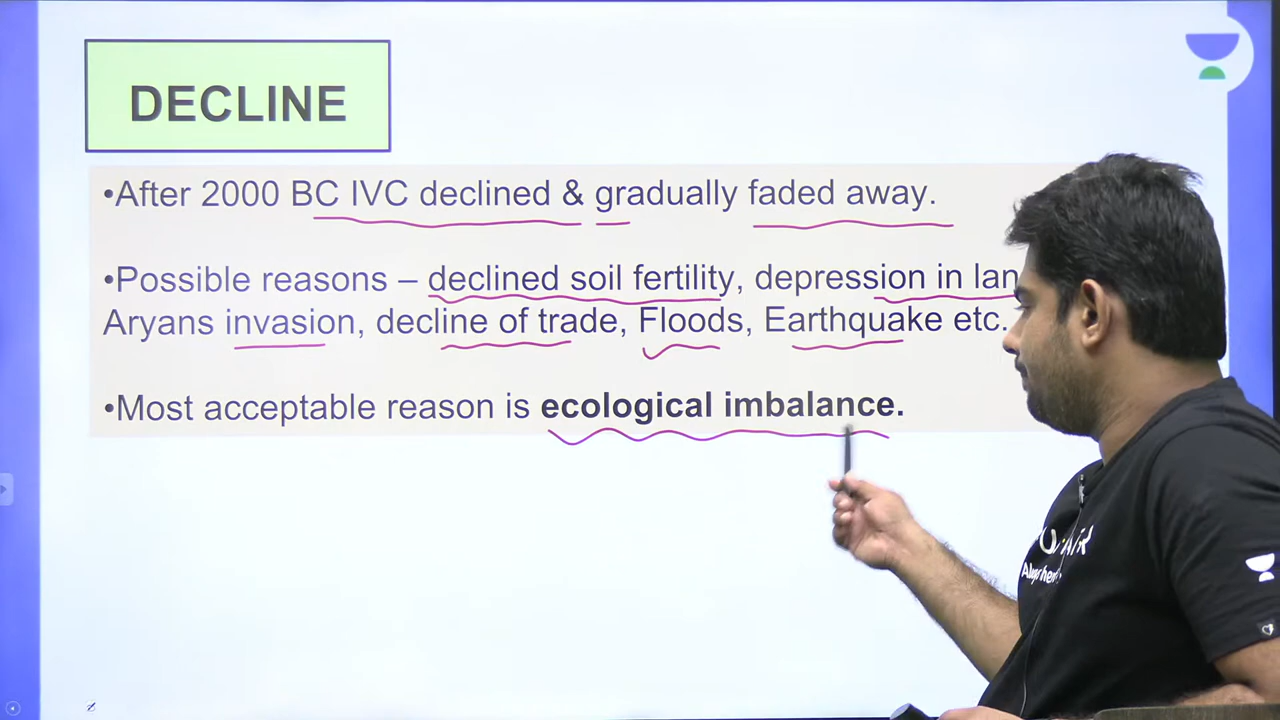 DECLINE
•After 2000 BC IVC declined & gradually faded away.
•Possible reasons – declined soil fertility, depression in
Aryans invasion, decline of trade, Floods, Earthquake etc.
•Most acceptable reason is ecological imbalance.